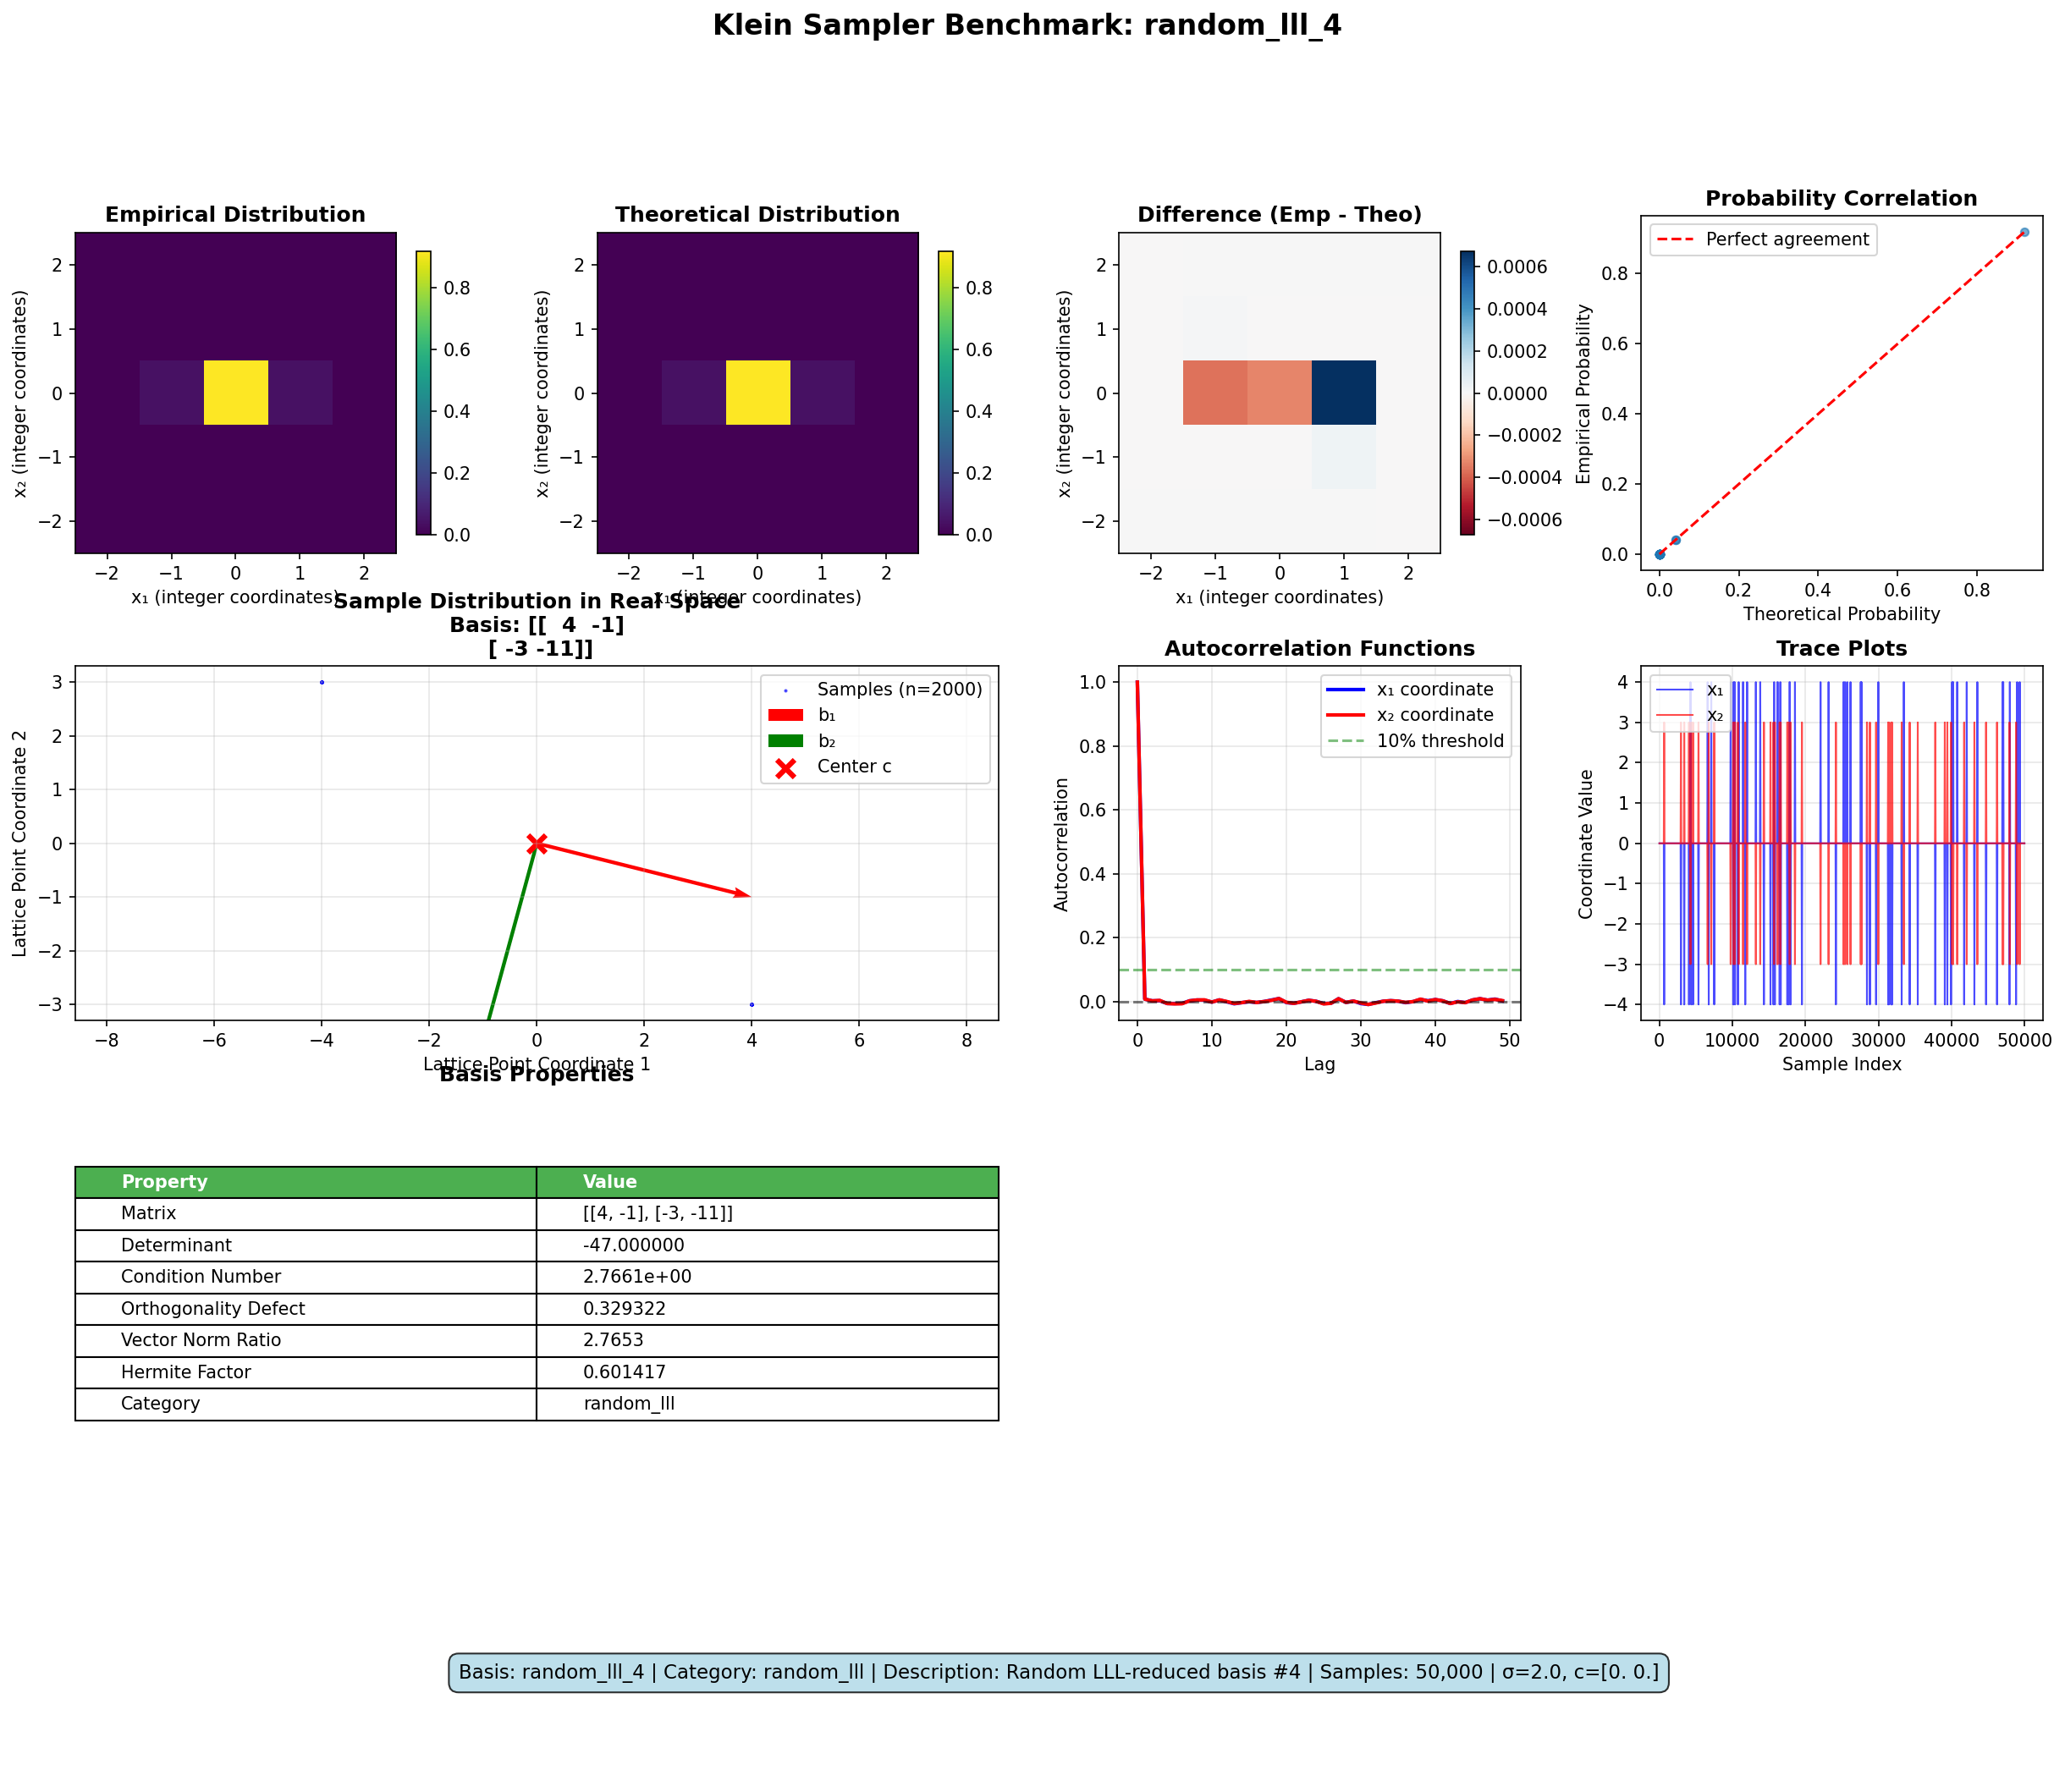 Klein Sampler Benchmark: random_lll_4
Empirical Distribution
x₂ (integer coordinates)
2
1
0
−1
−2
−2 −1 0 1 2
x₁ (integer coordinates)
0.8
0.6
0.4
0.2
0.0
Theoretical Distribution
x₂ (integer coordinates)
2
1
0
−1
−2
−2 −1 0 1 2
x₁ (integer coordinates)
0.8
0.6
0.4
0.2
0.0
Difference (Emp - Theo)
x₂ (integer coordinates)
2
1
0
−1
−2
−2 −1 0 1 2
x₁ (integer coordinates)
0.0006
0.0004
0.0002
0.0000
−0.0002
−0.0004
−0.0006
Probability Correlation
Perfect agreement
Empirical Probability
0.8
0.6
0.4
0.2
0.0
0.0 0.2 0.4 0.6 0.8
Theoretical Probability
Sample Distribution in Real Space
Basis: [[  4  -1]
[ -3 -11]]
Lattice Point Coordinate 2
3
2
1
0
−1
−2
−3
−8 −6 −4 −2 0 2 4 6 8
Lattice Point Coordinate 1
Samples (n=2000)
b₁
b₂
Center c
Autocorrelation Functions
Autocorrelation
1.0
0.8
0.6
0.4
0.2
0.0
0 10 20 30 40 50
Lag
x₁ coordinate
x₂ coordinate
10% threshold
Trace Plots
Coordinate Value
4
3
2
1
0
−1
−2
−3
−4
0 10000 20000 30000 40000 50000
Sample Index
x₁
x₂
Basis Properties
Property Value
Matrix [[4, -1], [-3, -11]]
Determinant -47.000000
Condition Number 2.7661e+00
Orthogonality Defect 0.329322
Vector Norm Ratio 2.7653
Hermite Factor 0.601417
Category random_lll
Basis: random_lll_4 | Category: random_lll | Description: Random LLL-reduced basis #4 | Samples: 50,000 | σ=2.0, c=[0. 0.]